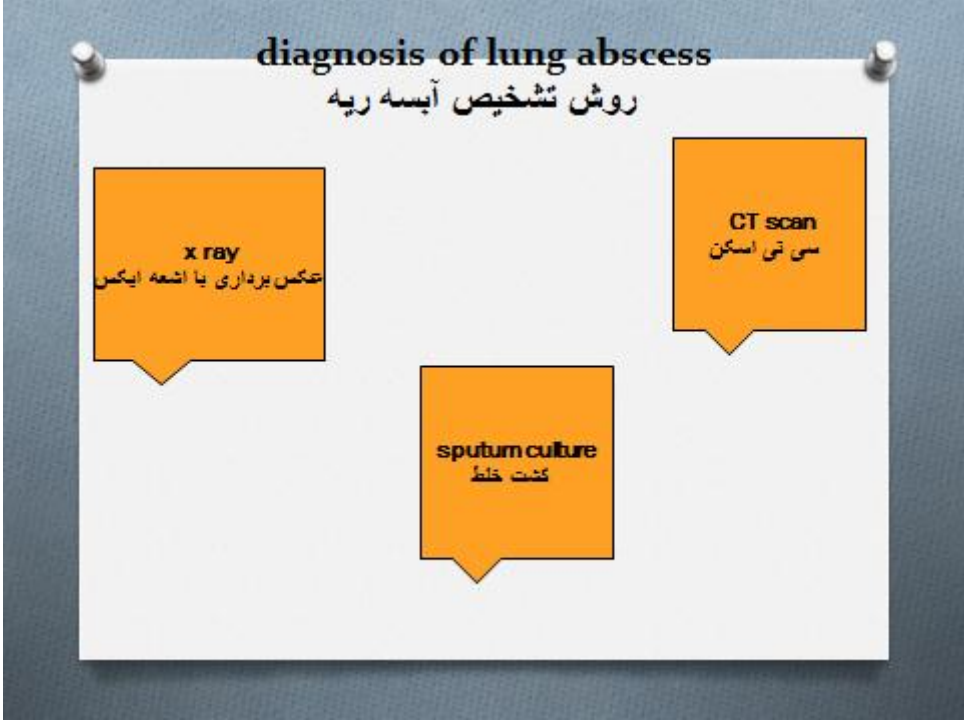 diagnosis of lung abscess
روش تشخیص آبسه ریه
x ray
عکس برداری با اشعه ایکس
CT scan
سی تی اسکن
sputum culture
کشت خلط